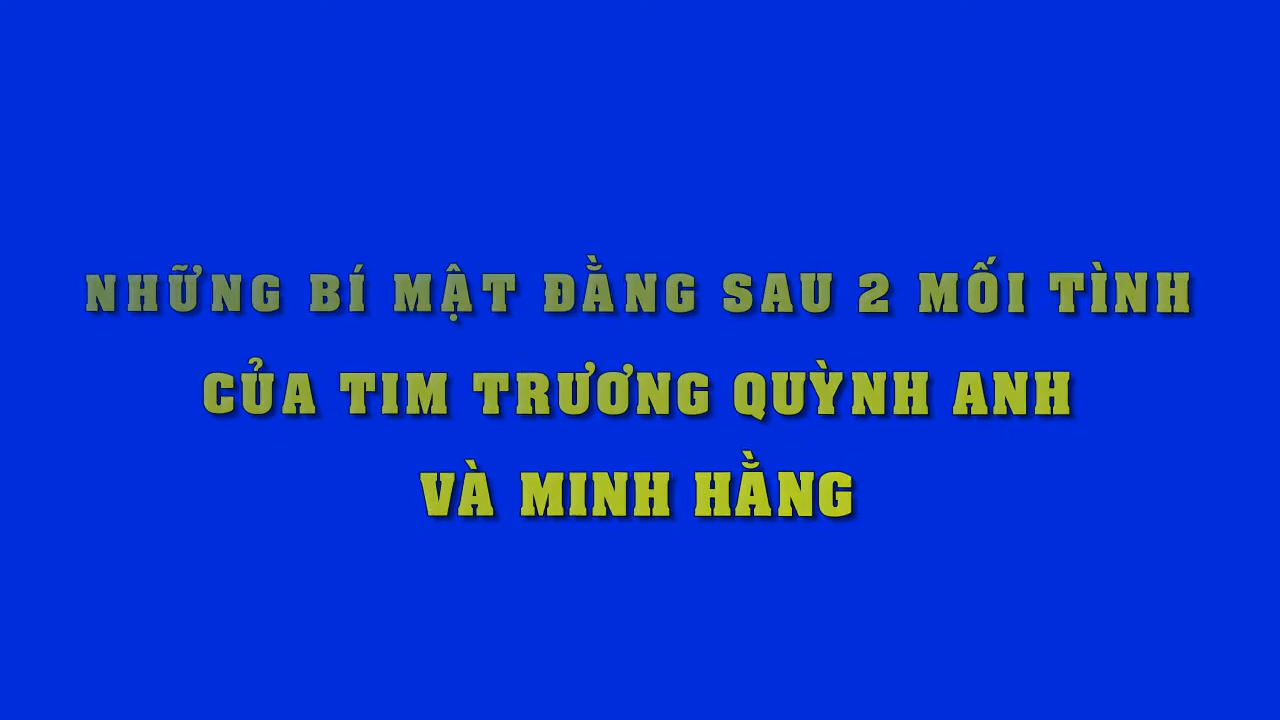 NHỮNG BÍ MẬT ĐẰNG SAU 2 MỐI TÌNH
CỦA TIM TRƯƠNG QUỲNH ANH
VÀ MINH HẰNG